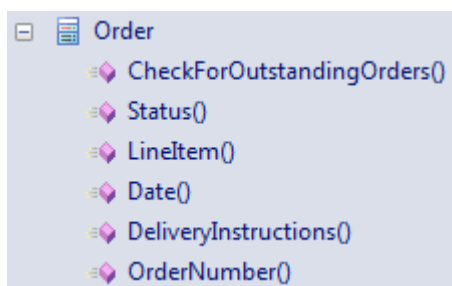 Order
CheckForOutstandingOrders()
Status()
LineItem()
Date()
DeliveryInstructions()
OrderNumber()